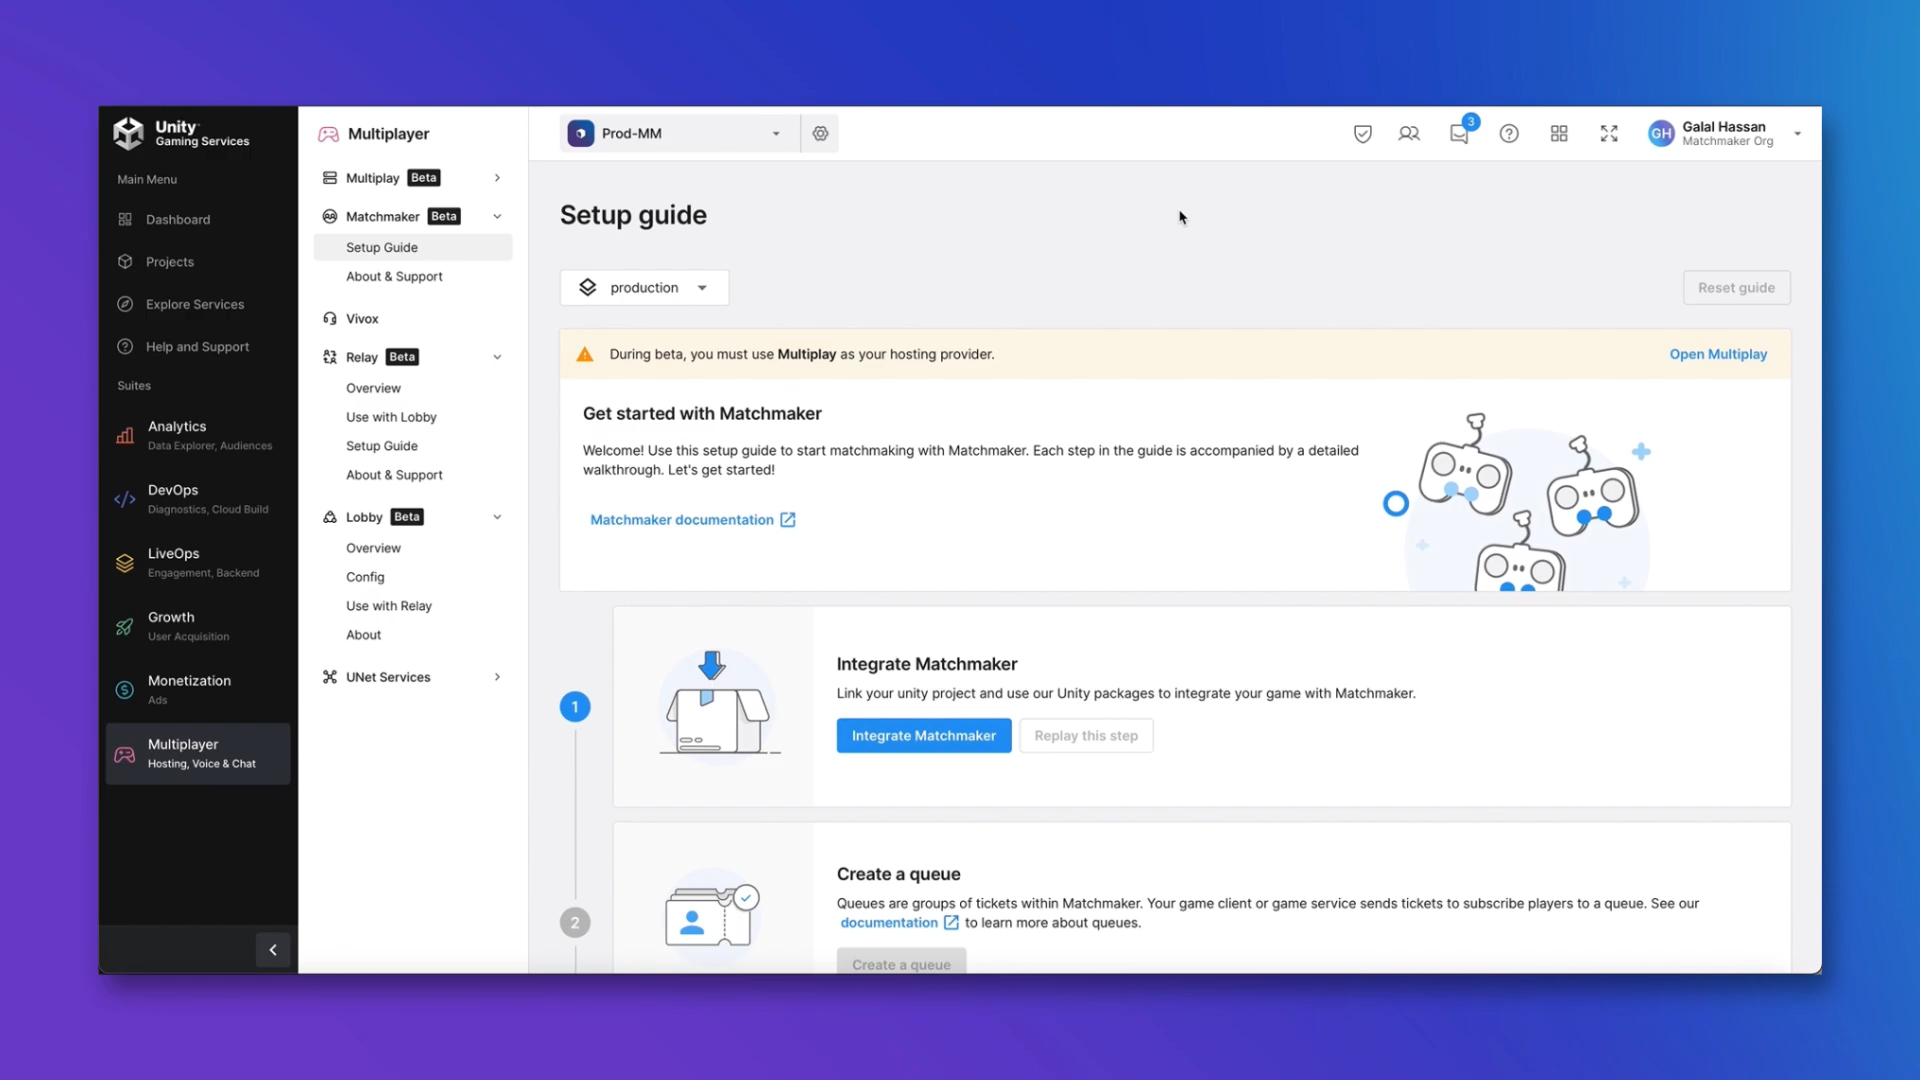 Unity
Gaming Services
Main Menu
Dashboard
Projects
Explore Services
Help and Support
Suites
Analytics
Data Explorer, Audiences
DevOps
Diagnostics, Cloud Build
LiveOps
Engagement, Backend
Growth
User Acquisition
Monetization
Ads
Multiplayer
Hosting, Voice & Chat
Multiplayer
Multiplay Beta
Matchmaker Beta
Setup Guide
About & Support
Vivox
Relay Beta
Overview
Use with Lobby
Setup Guide
About & Support
Lobby Beta
Overview
Config
Use with Relay
About
UNet Services
Prod-MM
3
GH
Galal Hassan
Matchmaker Org
Setup guide
production
Reset guide
During beta, you must use Multiplay as your hosting provider.
Open Multiplay
Get started with Matchmaker
Welcome! Use this setup guide to start matchmaking with Matchmaker. Each step in the guide is accompanied by a detailed
walkthrough. Let's get started!
Matchmaker documentation
1
Integrate Matchmaker
Link your unity project and use our Unity packages to integrate your game with Matchmaker.
Integrate Matchmaker
Replay this step
2
Create a queue
Queues are groups of tickets within Matchmaker. Your game client or game service sends tickets to subscribe players to a queue. See our
documentation to learn more about queues.
Create a queue